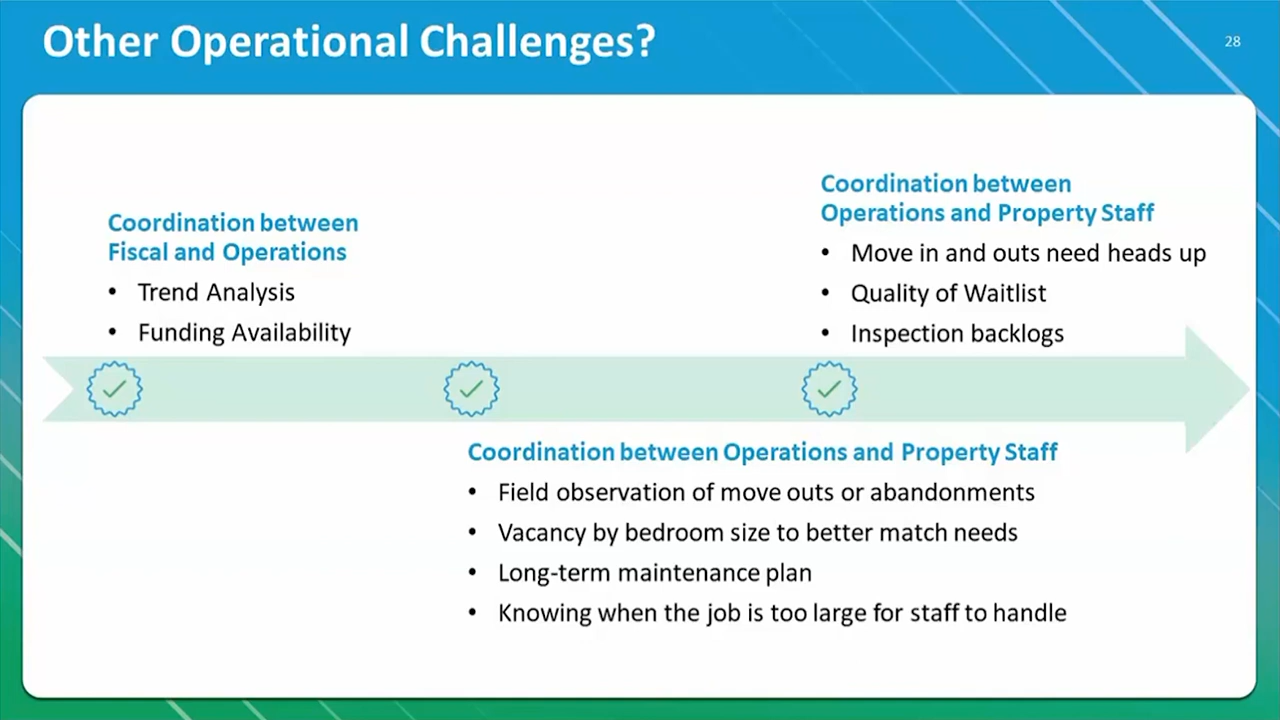 Other Operational Challenges?
28
Coordination between
Fiscal and Operations
• Trend Analysis
• Funding Availability
Coordination between Operations and Property Staff
• Field observation of move outs or abandonments
• Vacancy by bedroom size to better match needs
• Long-term maintenance plan
• Knowing when the job is too large for staff to handle
Coordination between
Operations and Property Staff
• Move in and outs need heads up
• Quality of Waitlist
• Inspection backlogs